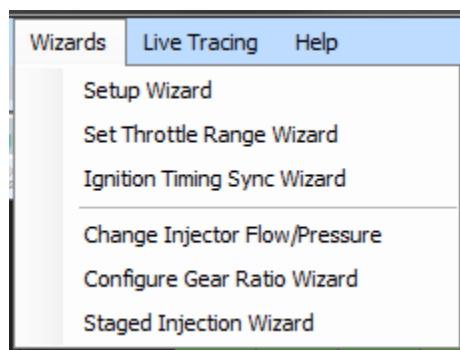 Wizards Live Tracing Help
Setup Wizard
Set Throttle Range Wizard
Ignition Timing Sync Wizard
Change Injector Flow/Pressure
Configure Gear Ratio Wizard
Staged Injection Wizard